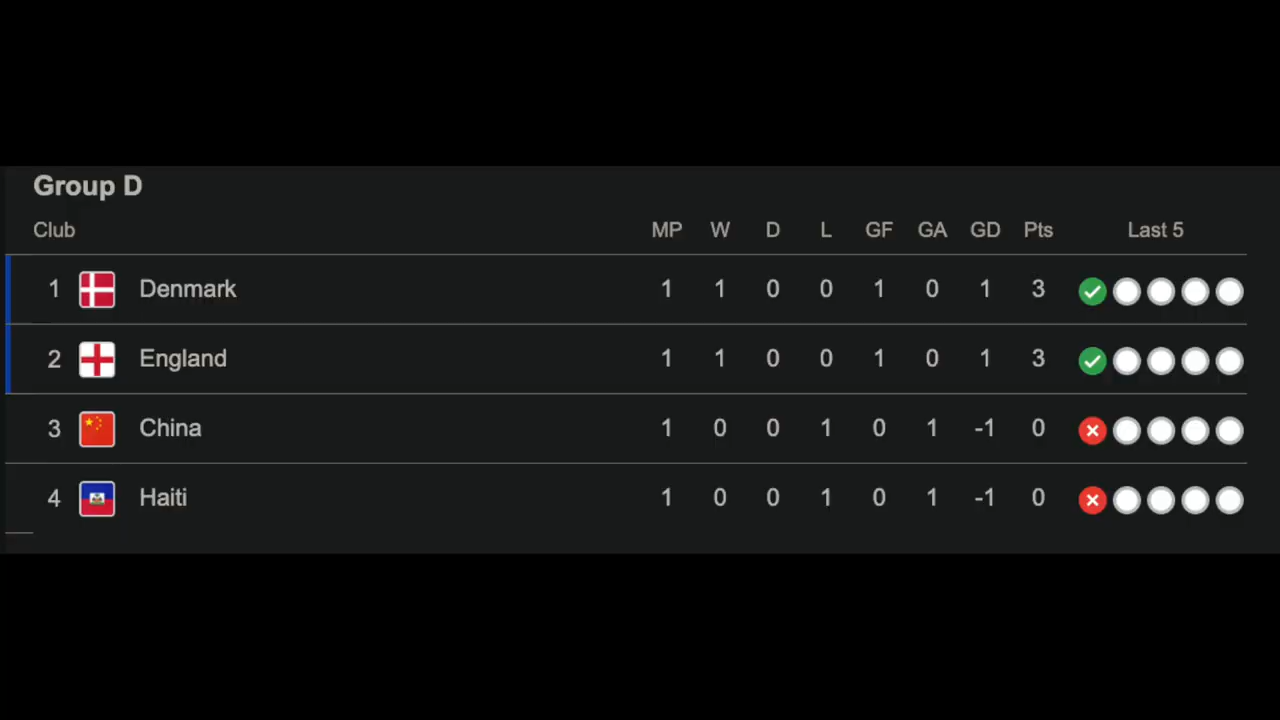 Group D
Club MP W D L GF GA GD Pts Last 5
1 Denmark 1 1 0 0 1 0 1 3
2 England 1 1 0 0 1 0 1 3
3 China 1 0 0 1 0 1 -1 0
4 Haiti 1 0 0 1 0 1 -1 0